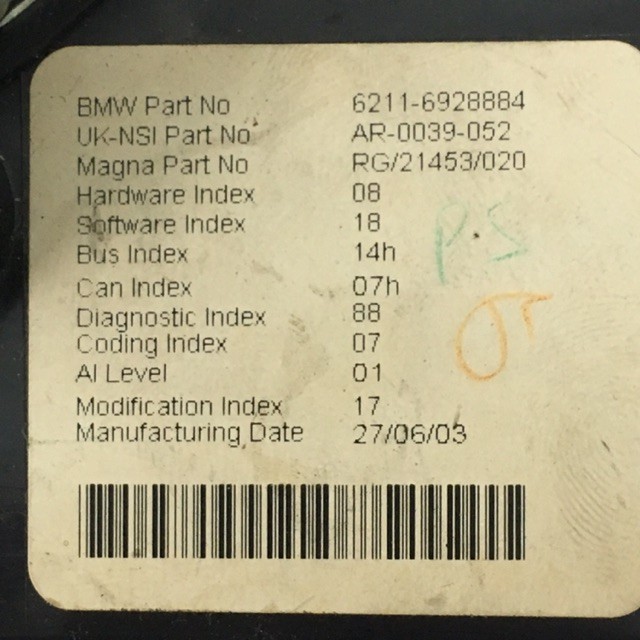 BMW Part No 6211-6928884
UK-NSI Part No AR-0039-052
Magna Part No RG/21453/020
Hardware Index 08
Software Index 18
Bus Index 14h
Can Index 07h
Diagnostic Index 88
Coding Index 07
AI Level 01
Modification Index 17
Manufacturing Date 27/06/03